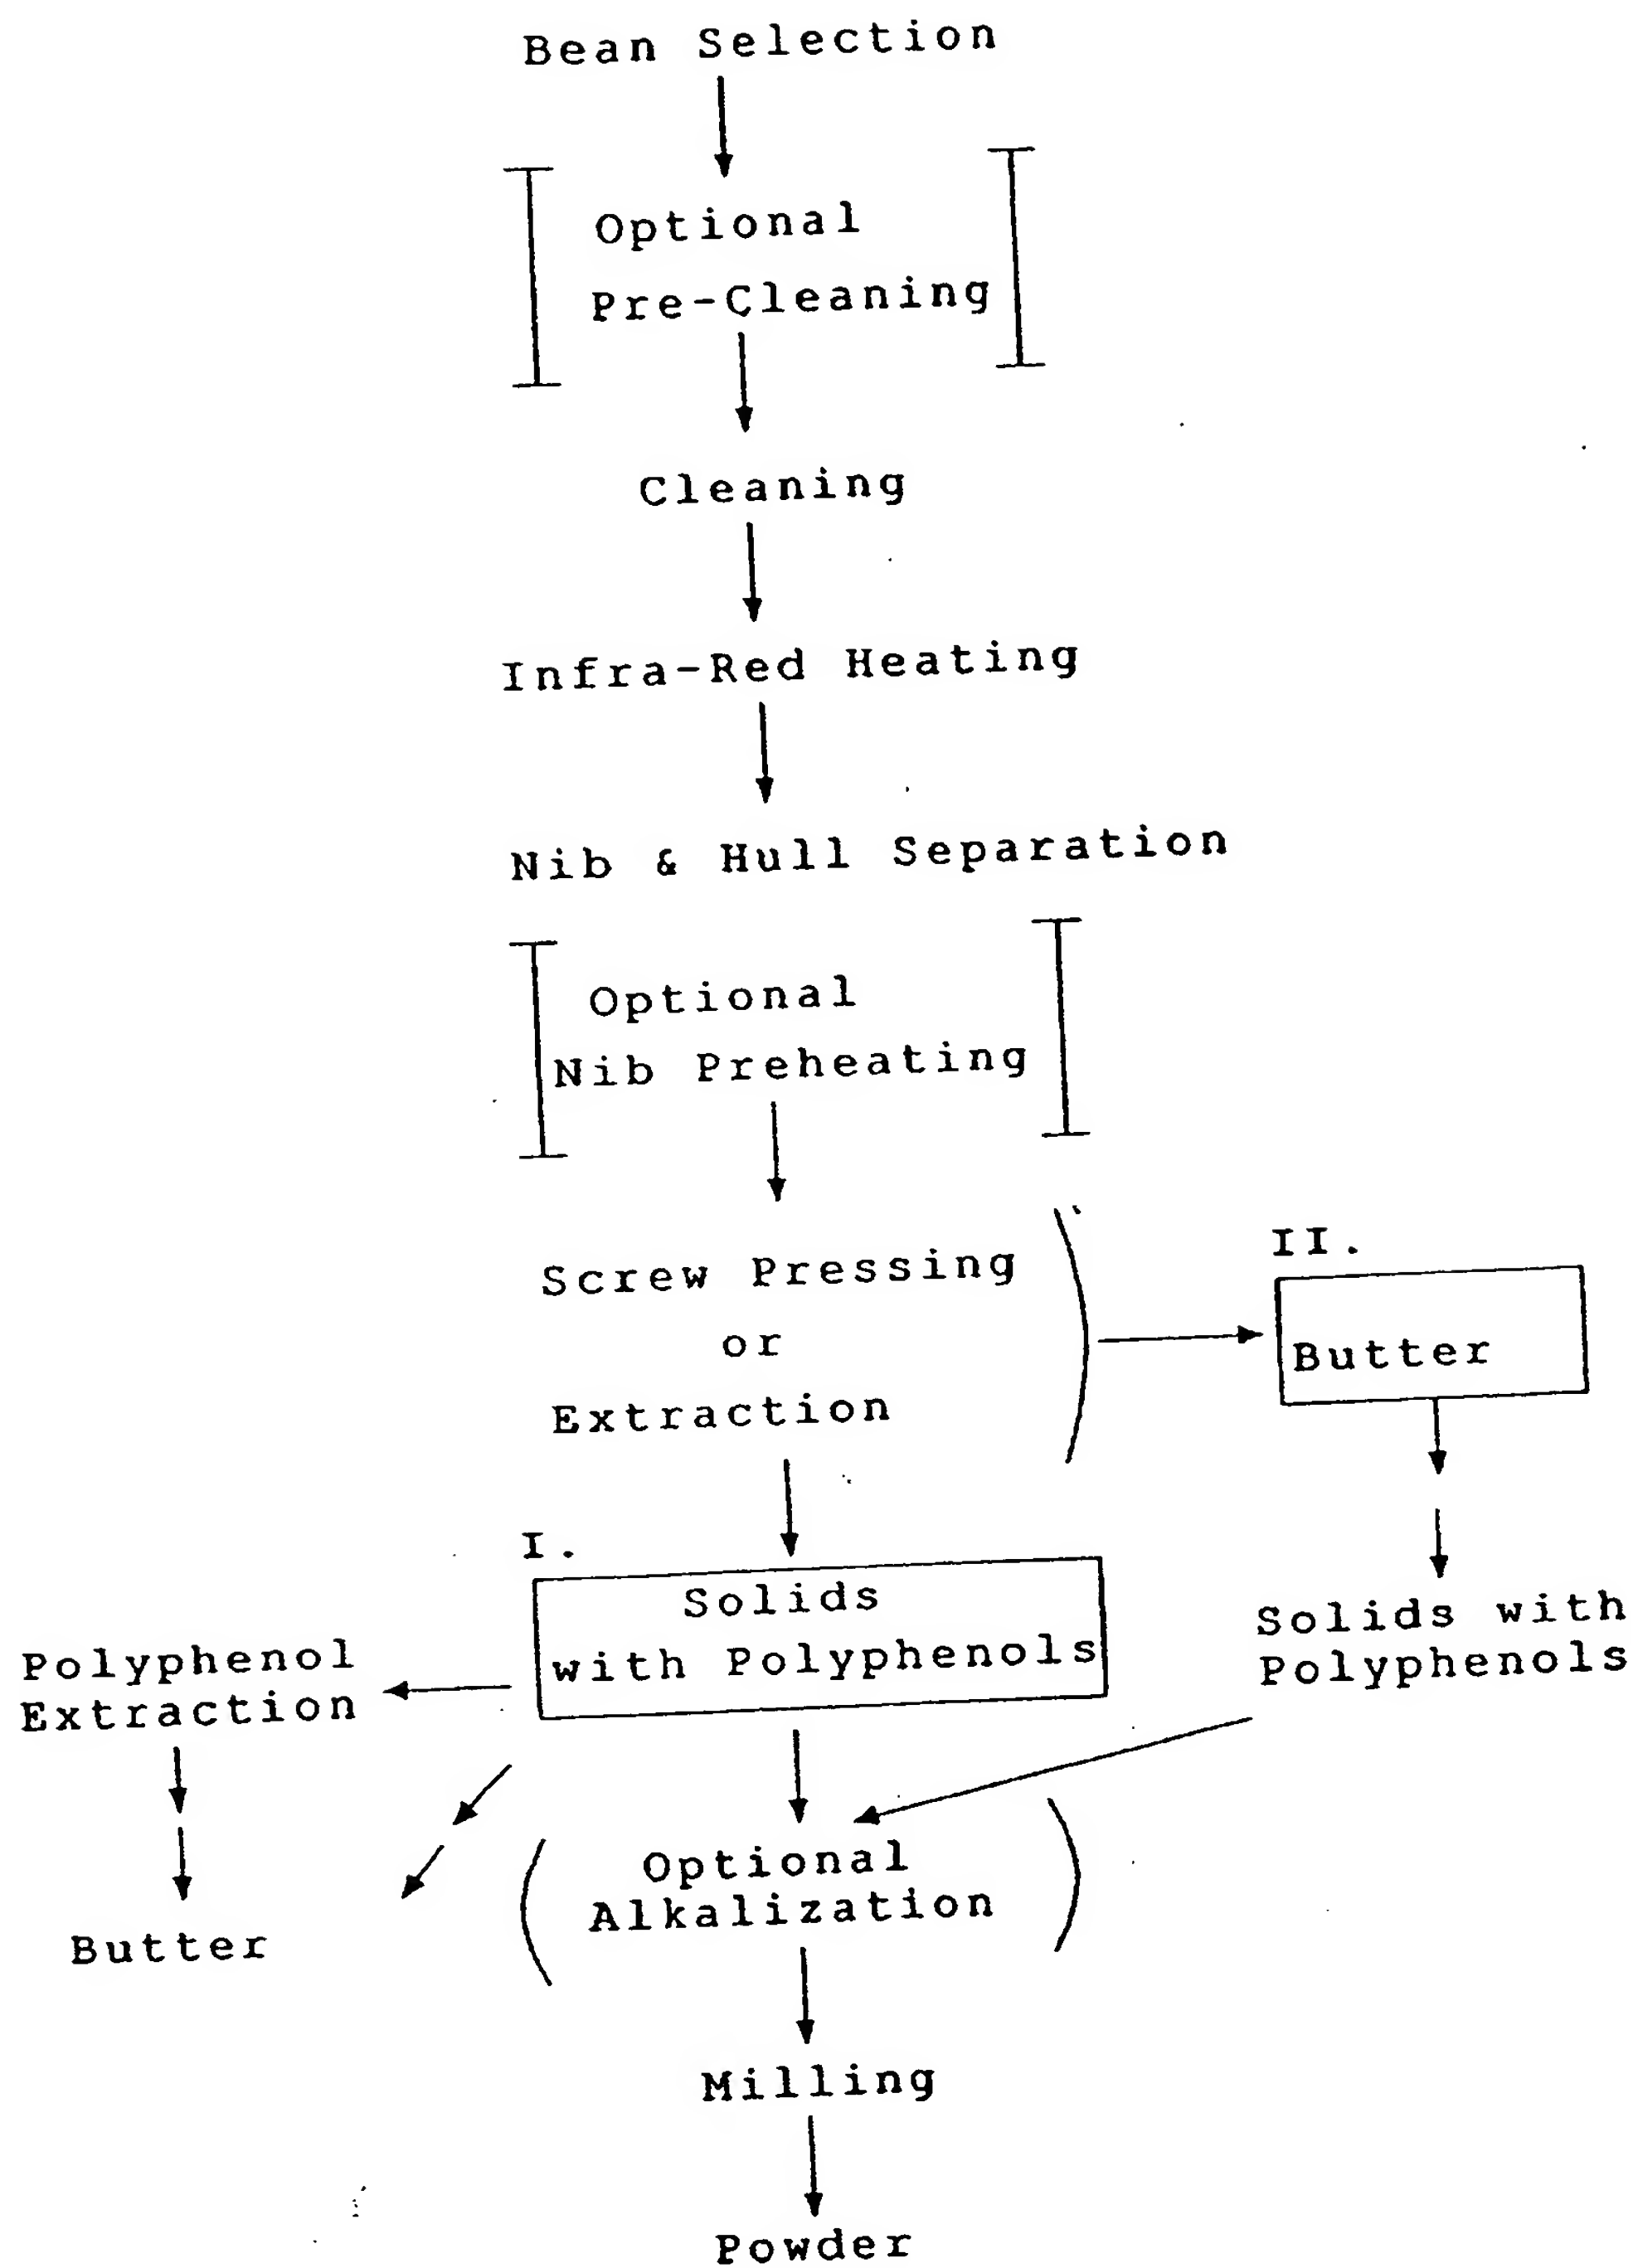 Bean Selection
Optional
Pre-Cleaning
Cleaning
Infra-Red Heating
Nib & Hull Separation
Optional
Nib Preheating
Screw Pressing
or
Extraction
II.
Butter
I.
Solids
with Polyphenols
Solids with
Polyphenols
Polyphenol
Extraction
Butter
Optional
Alkalization
Milling
Powder